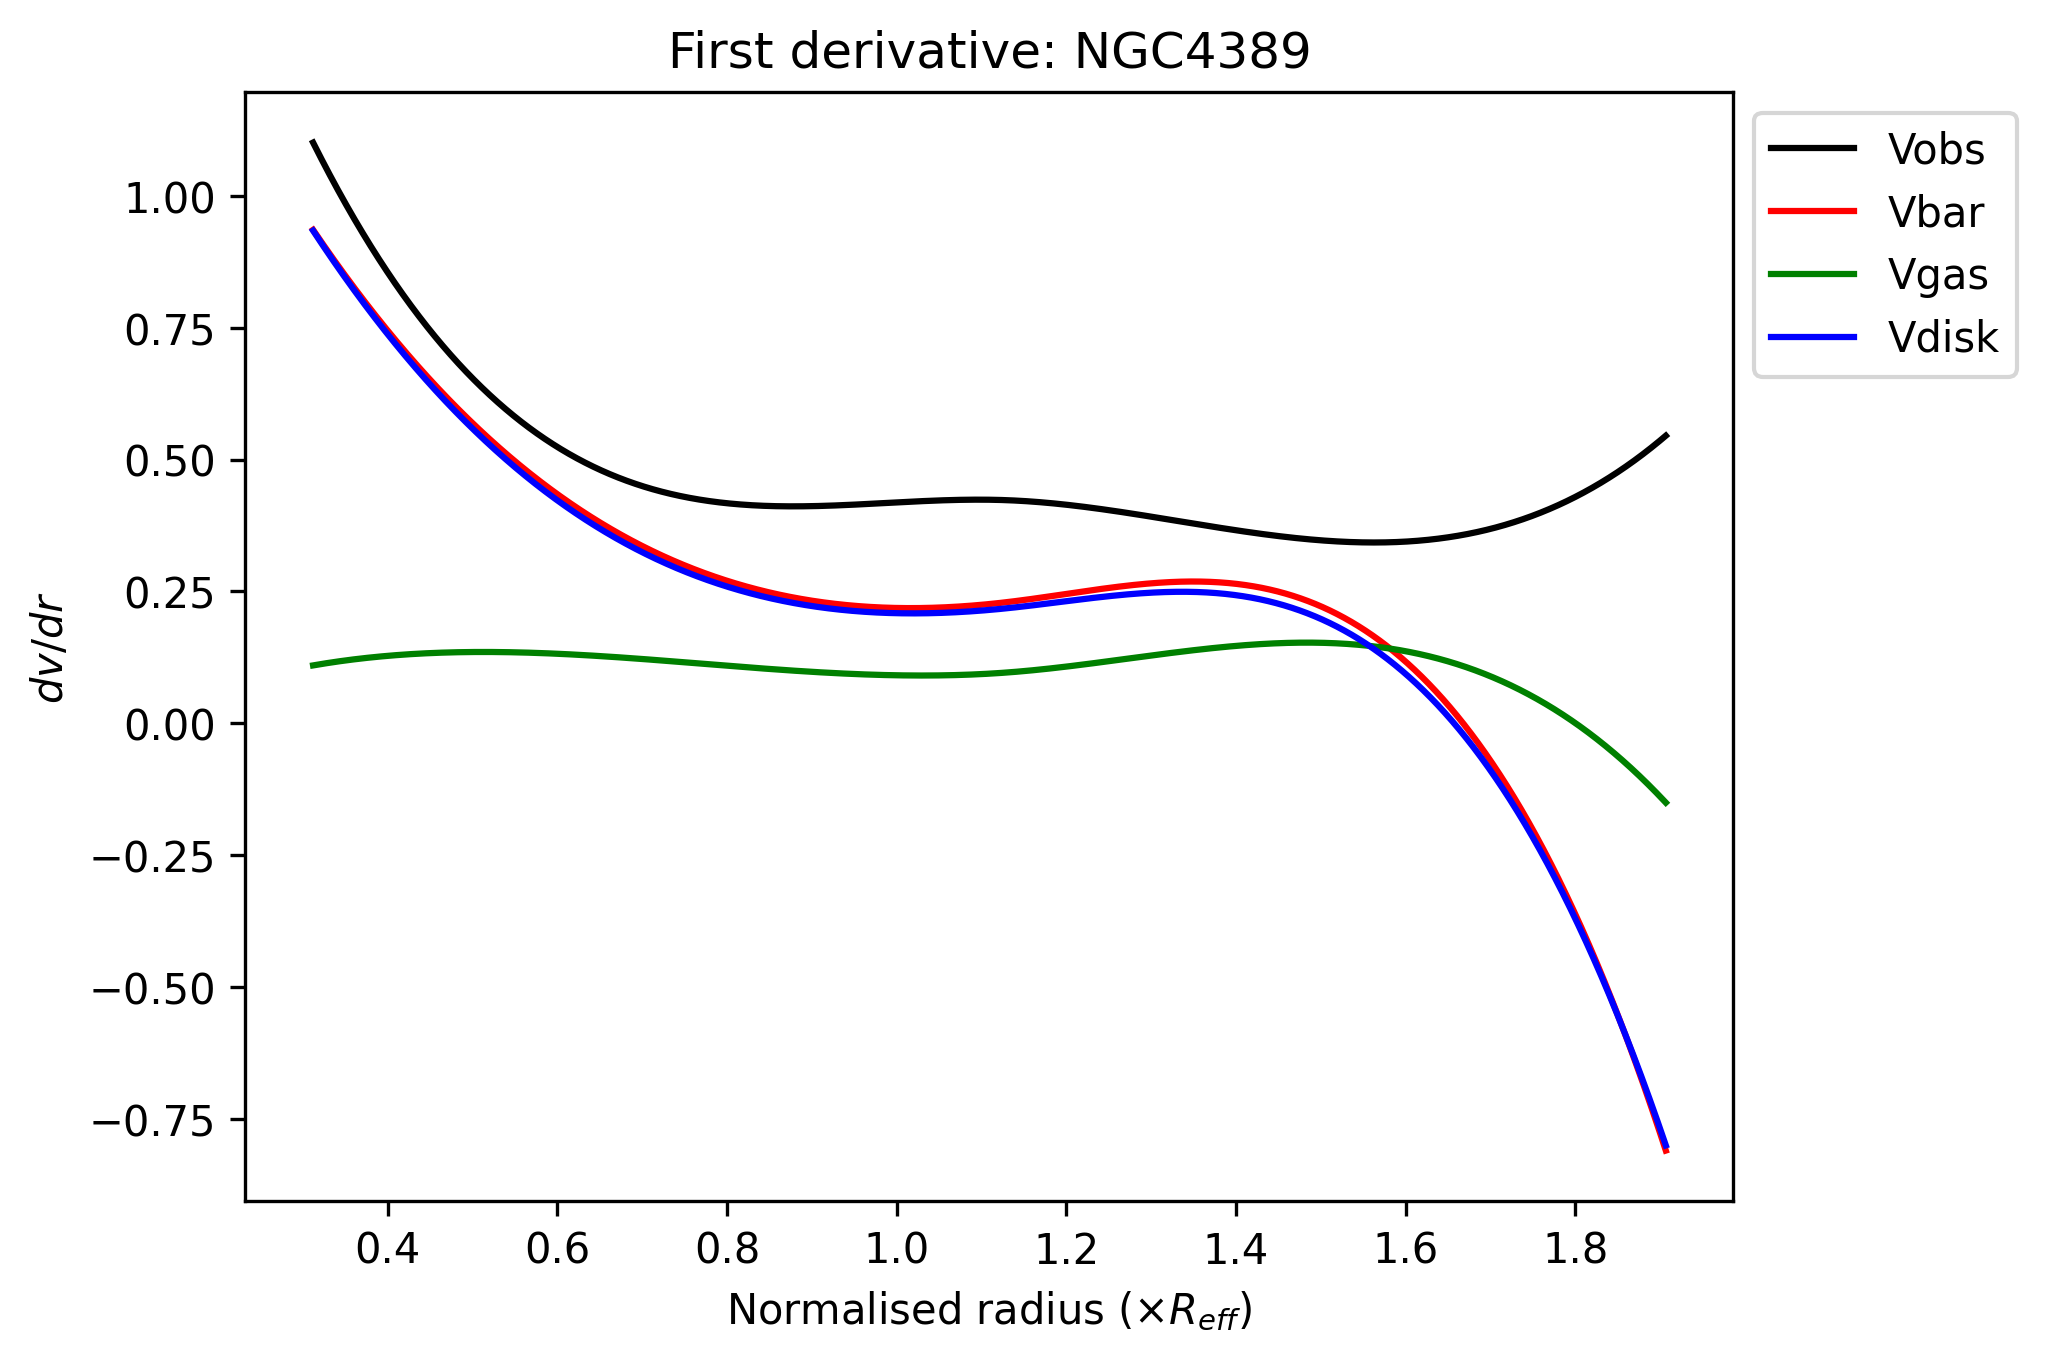 First derivative: NGC4389
Vobs
Vbar
Vgas
Vdisk
1.00
0.75
0.50
0.25
0.00
−0.25
−0.50
−0.75
dv/dr
0.4 0.6 0.8 1.0 1.2 1.4 1.6 1.8
Normalised radius (×R_eff)